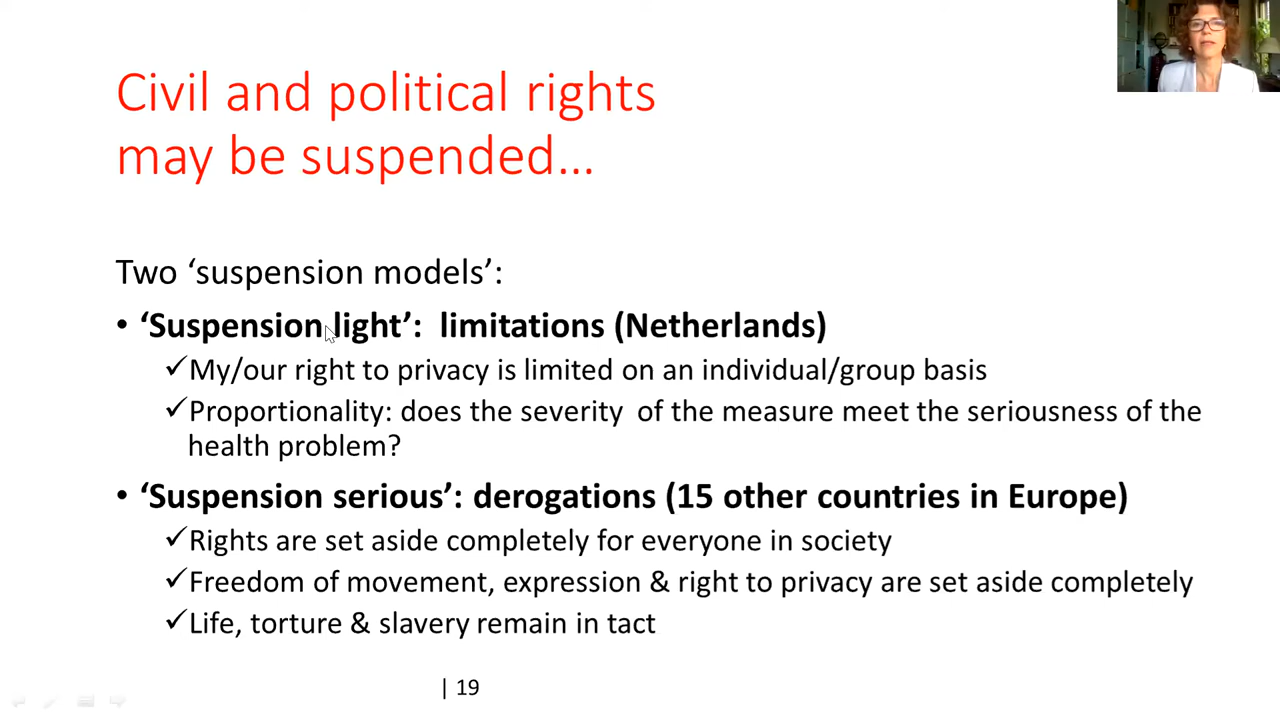 Civil and political rights
may be suspended...
Two ‘suspension models’:
• ‘Suspension light’: limitations (Netherlands)
✓My/our right to privacy is limited on an individual/group basis
✓Proportionality: does the severity of the measure meet the seriousness of the
health problem?
• ‘Suspension serious’: derogations (15 other countries in Europe)
✓Rights are set aside completely for everyone in society
✓Freedom of movement, expression & right to privacy are set aside completely
✓Life, torture & slavery remain in tact
| 19